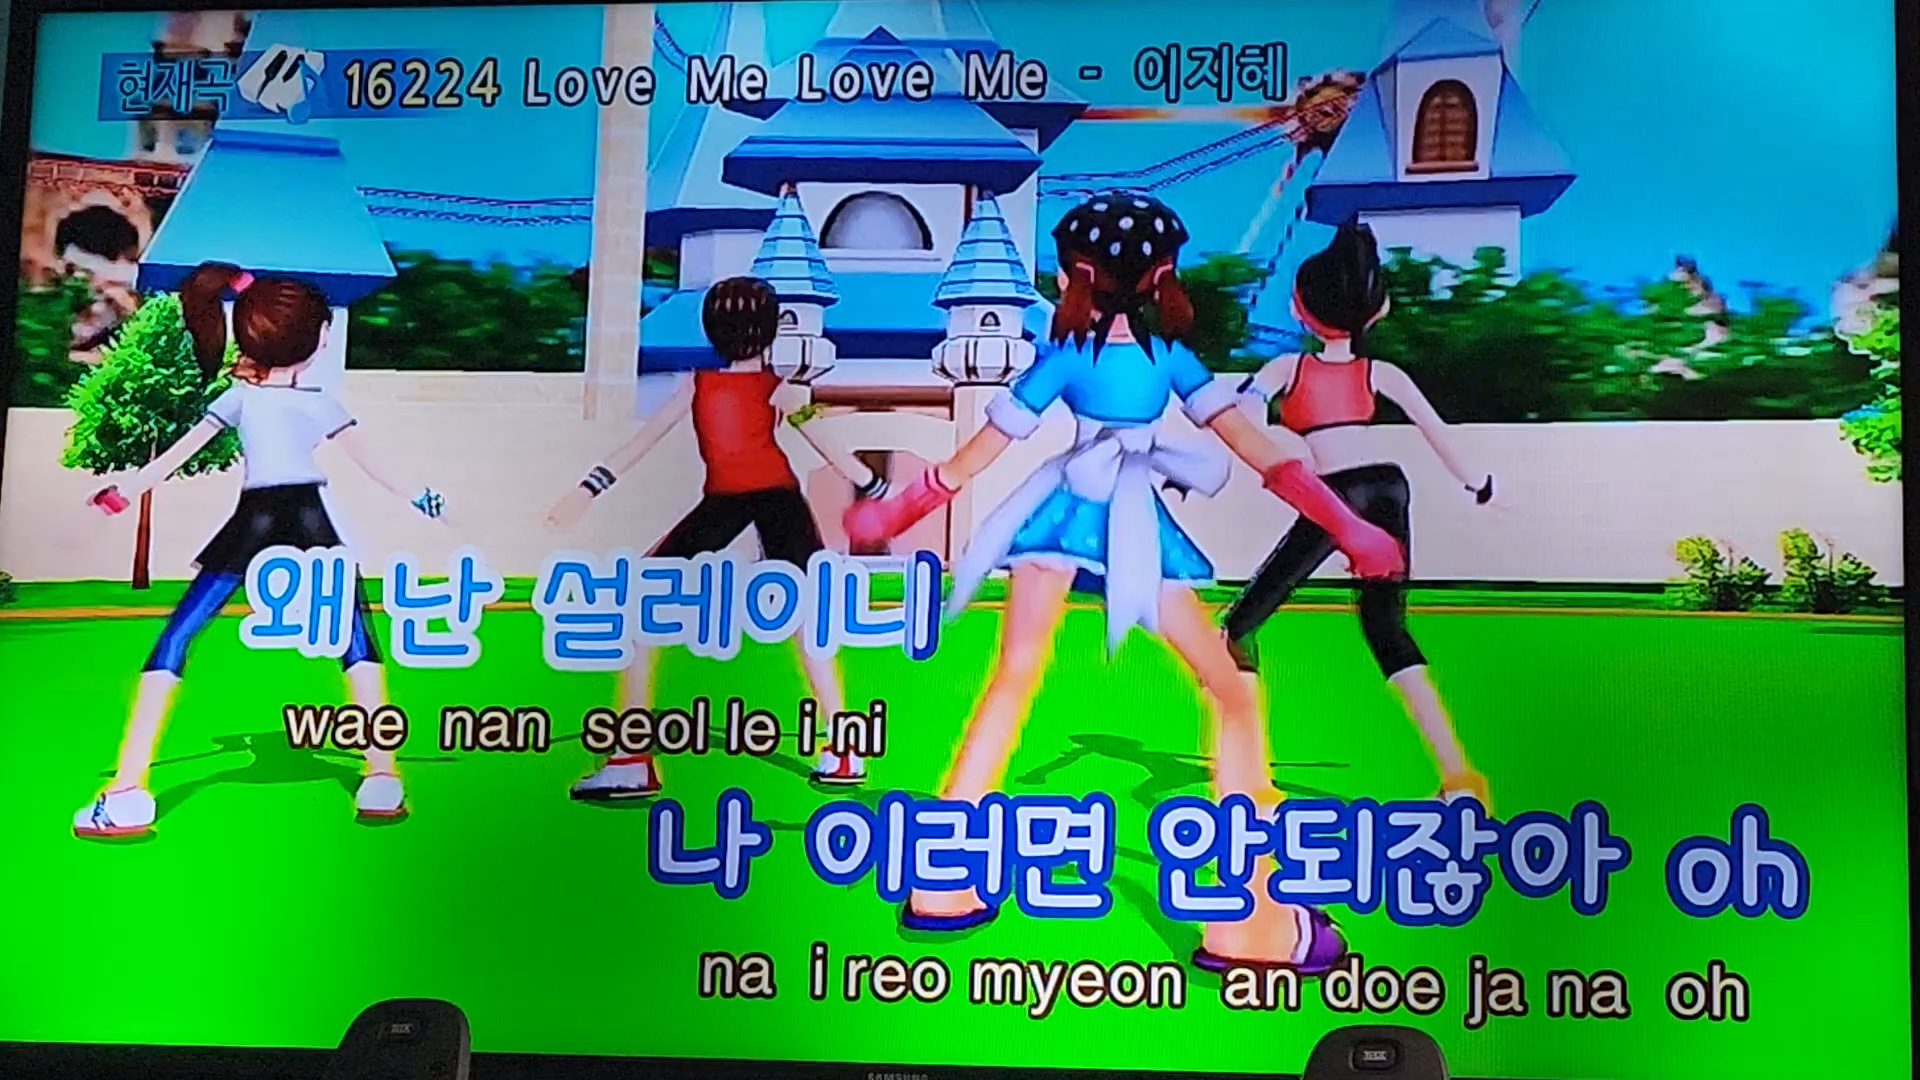 현재곡 16224 Love Me Love Me - 이지혜
왜 난 설레이니
wae nan seol le i ni
나 이러면 안되잖아 oh
na i reo myeon an doe ja na oh
SAMSUNG